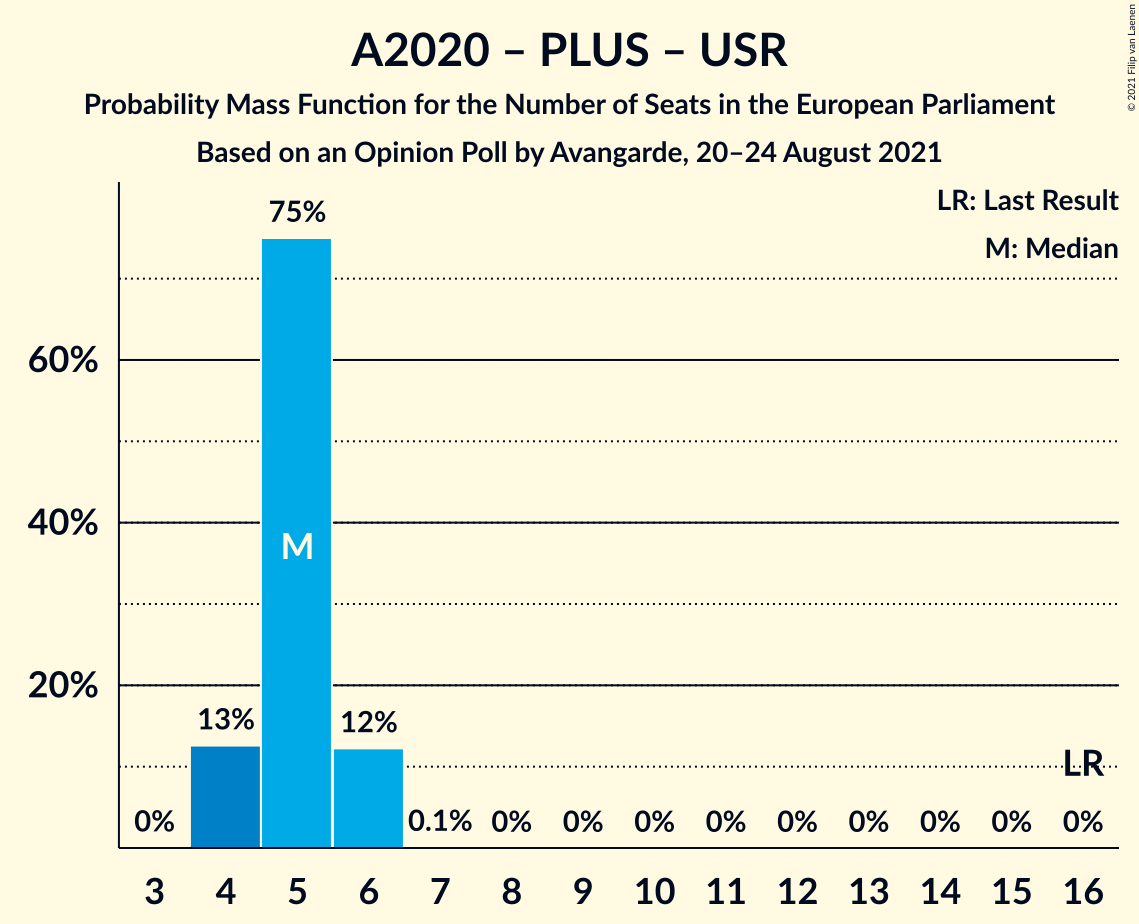 A2020 – PLUS – USR
Probability Mass Function for the Number of Seats in the European Parliament
Based on an Opinion Poll by Avangarde, 20–24 August 2021
© 2021 Filip van Laenen
LR: Last Result
M: Median
75%
60%
40%
M
20%
13%
12%
LR
0%
0.1%
0%
0%
0%
0%
0%
0%
0%
0%
0%
3 4 5 6 7 8 9 10 11 12 13 14 15 16